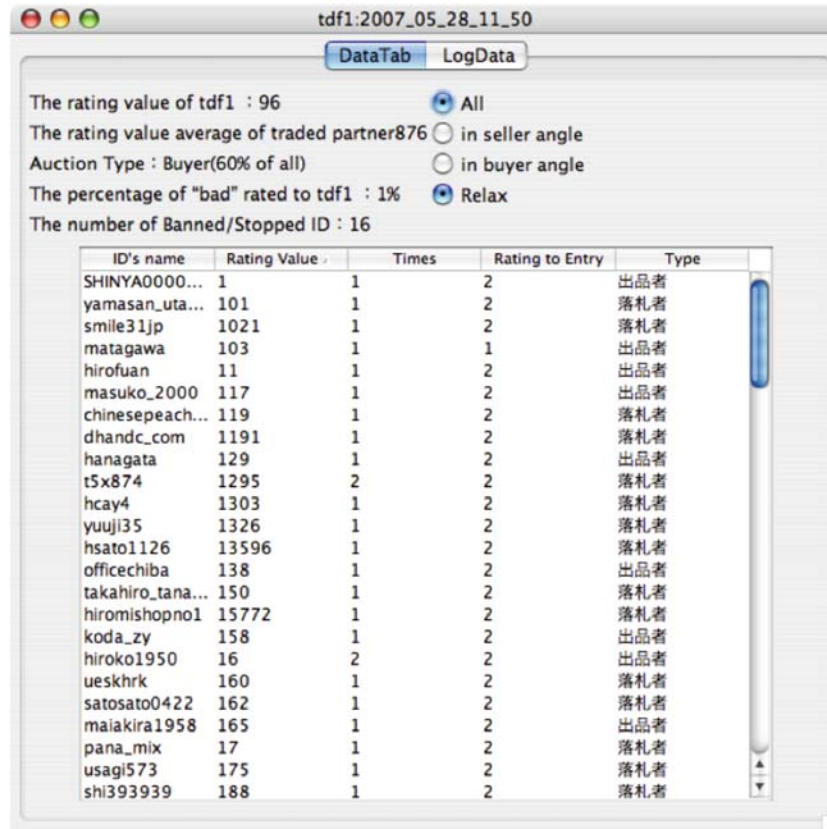 tdf1:2007_05_28_11_50
DataTab LogData
The rating value of tdf1 : 96 All
The rating value average of traded partner876 in seller angle
Auction Type : Buyer(60% of all) in buyer angle
The percentage of "bad" rated to tdf1 : 1% Relax
The number of Banned/Stopped ID : 16
ID's name Rating Value Times Rating to Entry Type
SHINYA0000... 1 1 2 出品者
yamasan_uta... 101 1 2 落札者
smile31jp 1021 1 2 落札者
matagawa 103 1 1 出品者
hirofuan 11 1 2 出品者
masuko_2000 117 1 2 出品者
chinesepeach... 119 1 2 落札者
dhandc_com 1191 1 2 落札者
hanagata 129 1 2 出品者
t5x874 1295 2 2 落札者
hcay4 1303 1 2 落札者
yuuji35 1326 1 2 落札者
hsato1126 13596 1 2 落札者
officechiba 138 1 2 出品者
takahiro_tana... 150 1 2 落札者
hiromishopno1 15772 1 2 落札者
koda_zy 158 1 2 出品者
hiroko1950 16 2 2 出品者
ueskhrk 160 1 2 落札者
satosato0422 162 1 2 落札者
maiakira1958 165 1 2 出品者
pana_mix 17 1 2 落札者
usagi573 175 1 2 落札者
shi393939 188 1 2 落札者